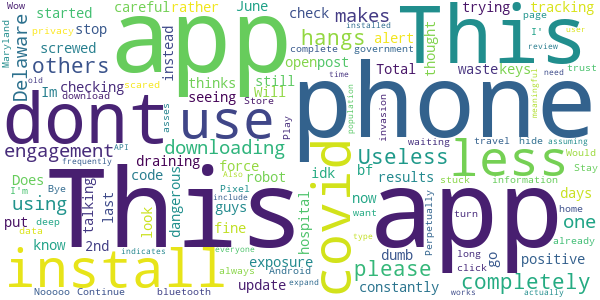 Wow
started
careful
rather
June
check
makes
trying
tracking
This
user
page
I'
Maryland
Delaware
privacy
stop
screwed
others
Im
instead
app
hangs
alert
installed
complete
government
review
openpost
thought
dont
checking
old
download
thinks
seeing
still
Will
Store
Play
Total
waste
keys
trust
time
phone
meaningful
use
API
engagement
downloading
draining
population
invasion
waiting
Would
travel
hide
assuming
frequently
I'm
scared
asses
Also
force
robot
idk
bf
Useless
less
Stay
This
Does
using
talking
last
code
Pixel
include
guys
dangerous
hospital
covid
results
now
want
stuck
information
days
app
put
know
data
deep
2nd
look
fine
exposure
please
Perpetually
dumb
turn
go
home
one
already
positive
install
always
Android
everyone
update
expand
constantly
type
long
click
completely
Nooooo
Continue
Bye
indicates
bluetooth
works
actually
need